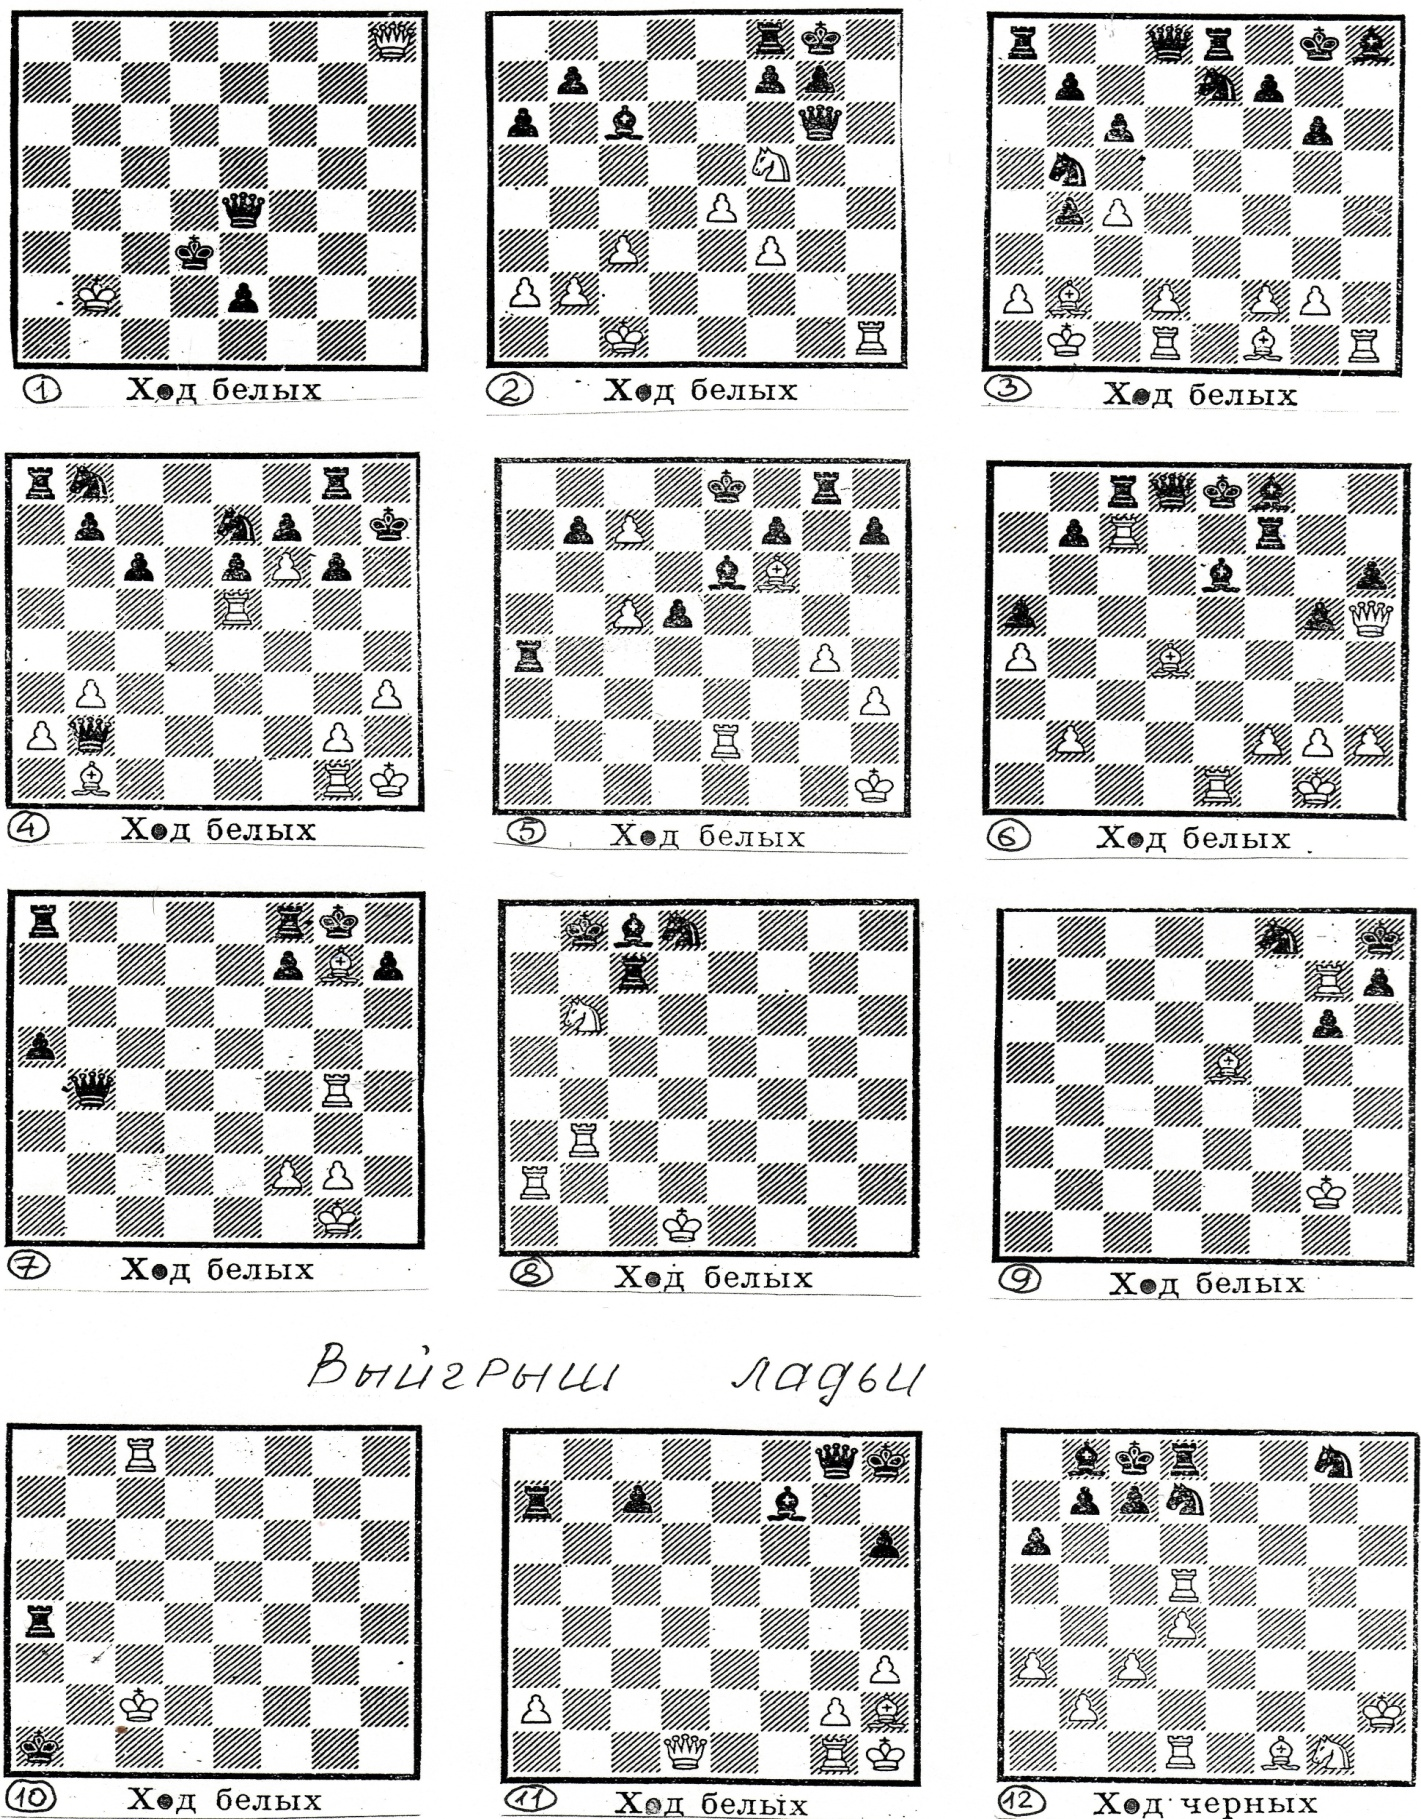 1 Ход белых
2 Ход белых
3 Ход белых
4 Ход белых
5 Ход белых
6 Ход белых
7 Ход белых
8 Ход белых
9 Ход белых
Выйгрыш ладьи
10 Ход белых
11 Ход белых
12 Ход черных